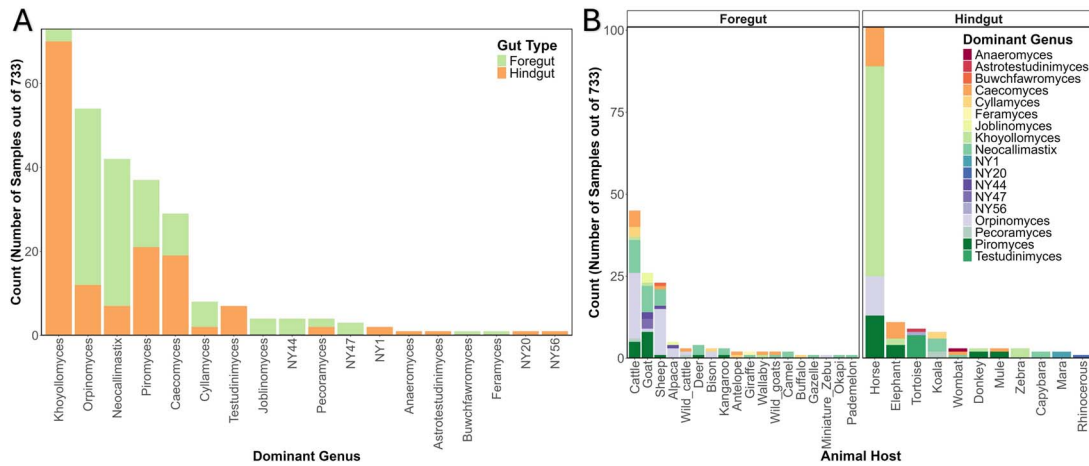 A
Count (Number of Samples out of 733)
60
40
20
0
Gut Type
Foregut
Hindgut
Khoyollomyces
Orpinomyces
Neocallimastix
Piromyces
Caecomyces
Cyllamyces
Testudinimyces
Joblinomyces
NY44
Pecoramyces
NY47
NY1
Anaeromyces
Astrotestudinimyces
Buwchfawromyces
Feramyces
NY20
NY56
Dominant Genus
B
Foregut
Hindgut
Count (Number of Samples out of 733)
100
75
50
25
0
Dominant Genus
Anaeromyces
Astrotestudinimyces
Buwchfawromyces
Caecomyces
Cyllamyces
Feramyces
Joblinomyces
Khoyollomyces
Neocallimastix
NY1
NY20
NY44
NY47
NY56
Orpinomyces
Pecoramyces
Piromyces
Testudinimyces
Cattle
Goat
Sheep
Alpaca
Wild_cattle
Deer
Bison
Kangaroo
Antelope
Giraffe
Wallaby
Wild_goats
Camel
Buffalo
Gazelle
Miniature_Zebu
Okapi
Pademelon
Horse
Elephant
Tortoise
Koala
Wombat
Donkey
Mule
Zebra
Capybara
Mara
Rhinocerous
Animal Host